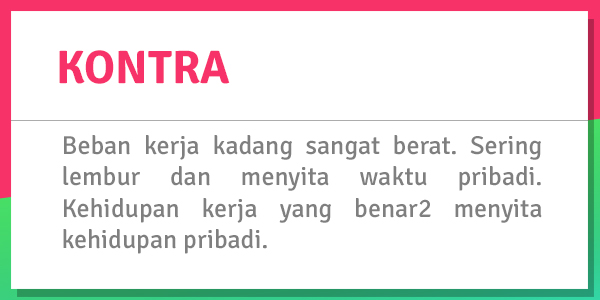 KONTRA
Beban kerja kadang sangat berat. Sering
lembur dan menyita waktu pribadi.
Kehidupan kerja yang benar2 menyita
kehidupan pribadi.